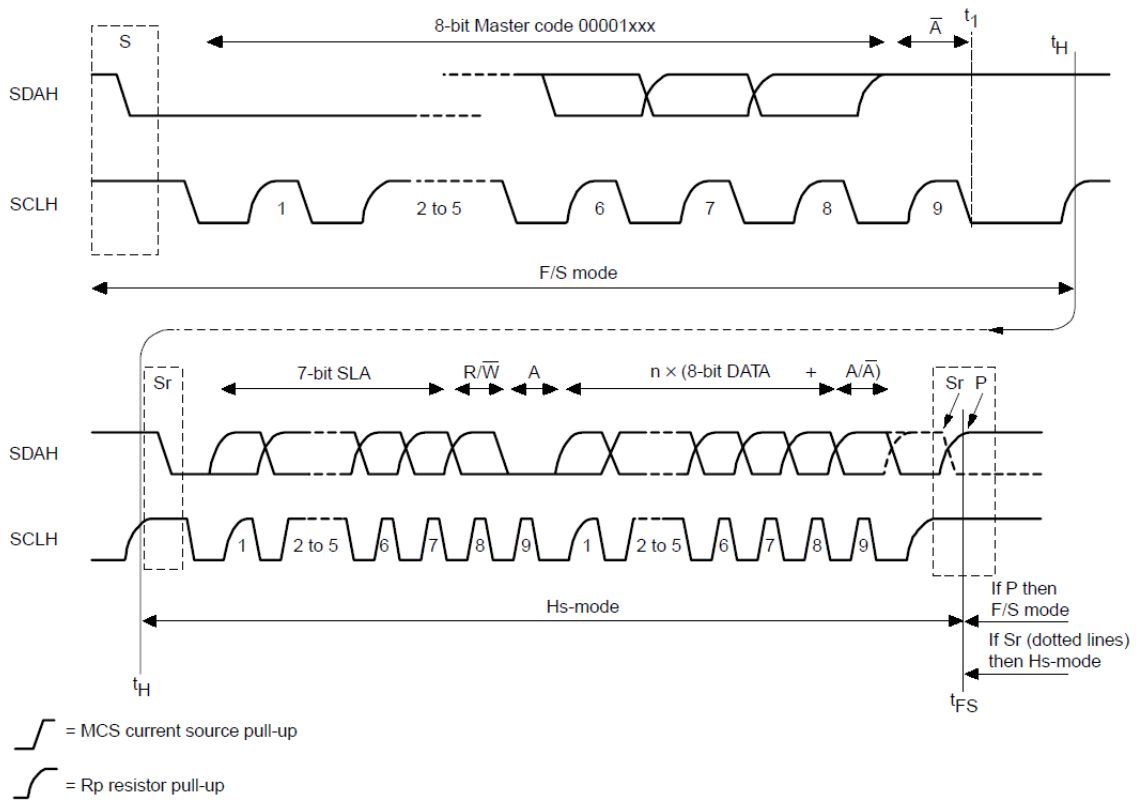 8-bit Master code 00001xxx
A̅
t1
tH
S
SDAH
SCLH
1
2 to 5
6
7
8
9
F/S mode
Sr
7-bit SLA
R/W̅
A
n × (8-bit DATA
+
A/A̅)
Sr P
SDAH
SCLH
1
2 to 5
6
7
8
9
1
2 to 5
6
7
8
9
If P then
F/S mode
Hs-mode
If Sr (dotted lines)
then Hs-mode
tH
tFS
= MCS current source pull-up
= Rp resistor pull-up